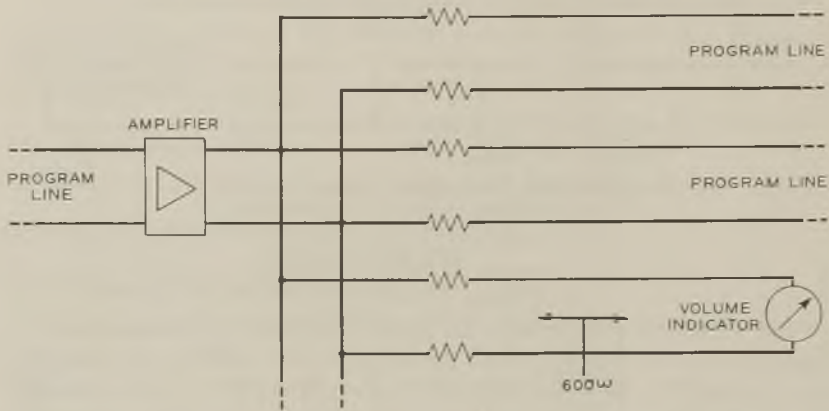 PROGRAM LINE
AMPLIFIER
PROGRAM
LINE
PROGRAM LINE
VOLUME
INDICATOR
600ω